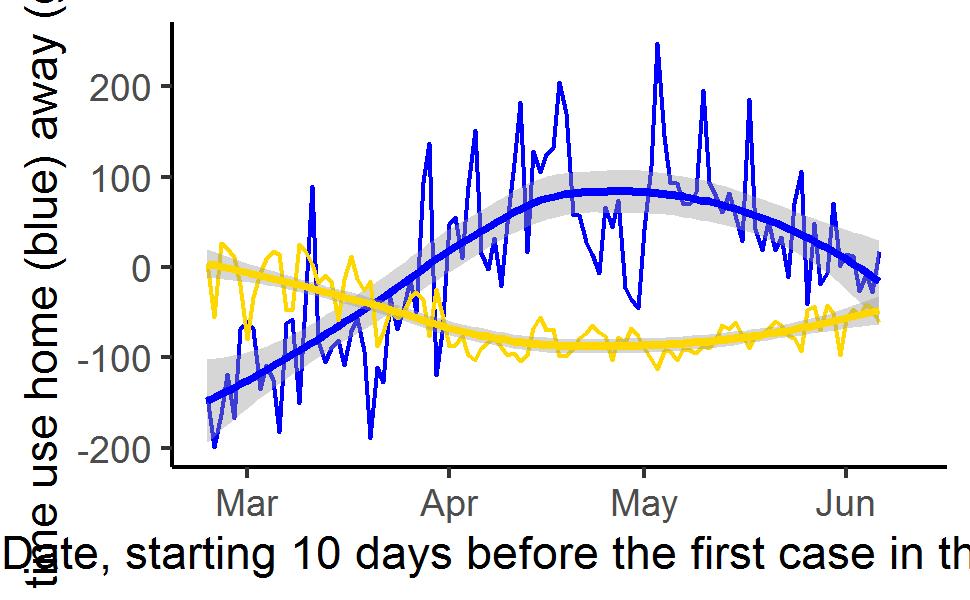 time use home (blue) away (
200
100
0
-100
-200
Mar Apr May Jun
Date, starting 10 days before the first case in th